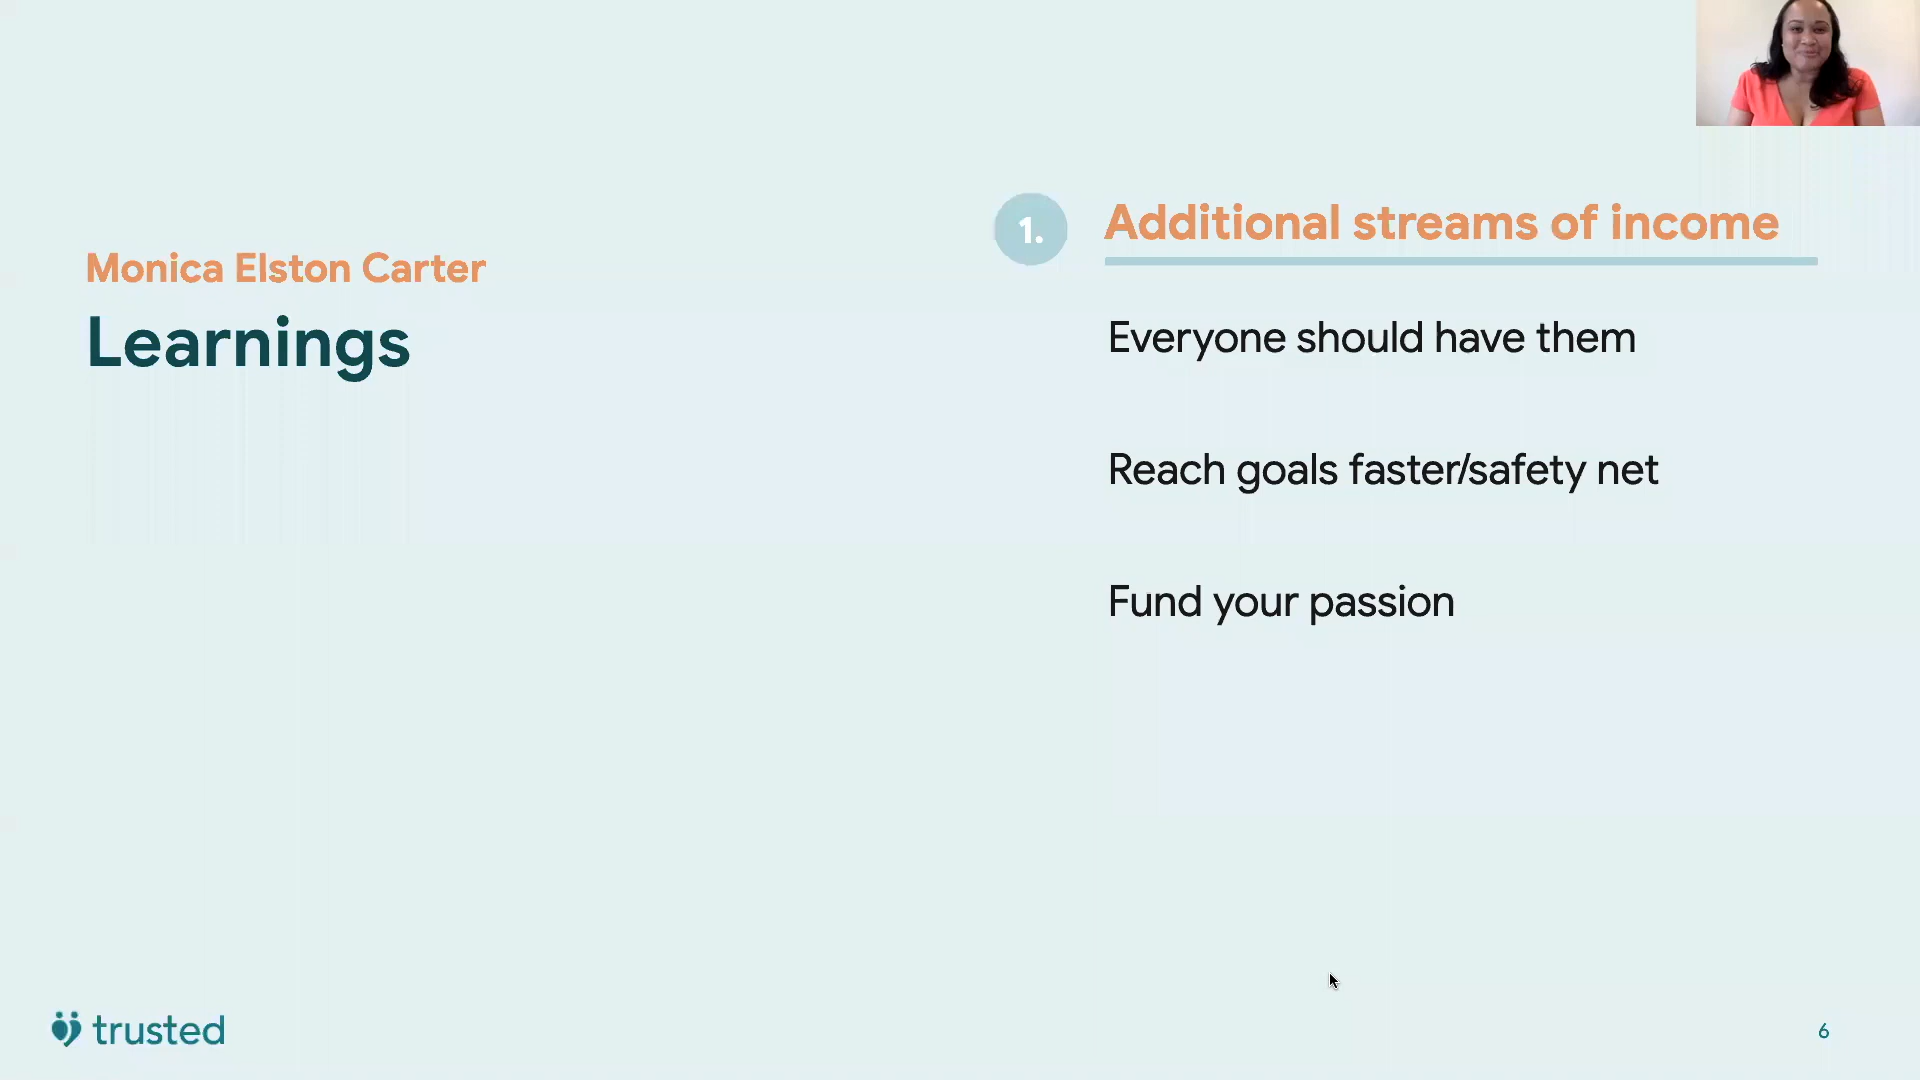 Monica Elston Carter
Learnings
1.
Additional streams of income
Everyone should have them
Reach goals faster/safety net
Fund your passion
trusted
6